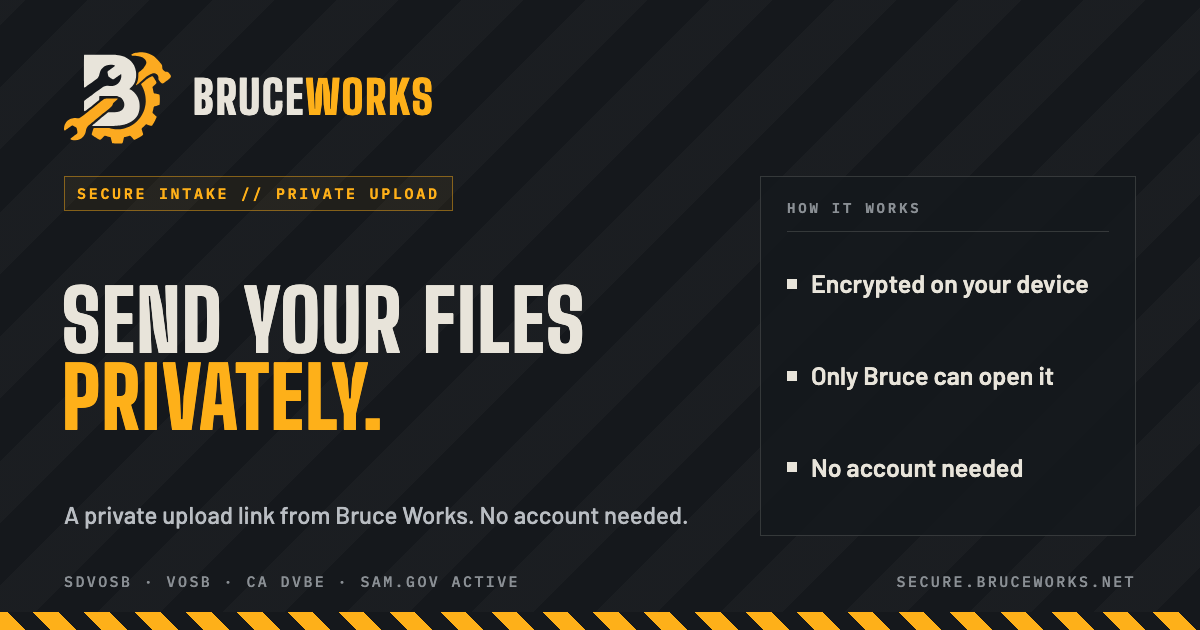 BRUCEWORKS
SECURE INTAKE // PRIVATE UPLOAD
SEND YOUR FILES
PRIVATELY.
A private upload link from Bruce Works. No account needed.
HOW IT WORKS
Encrypted on your device
Only Bruce can open it
No account needed
SDVOSB · VOSB · CA DVBE · SAM.GOV ACTIVE
SECURE.BRUCEWORKS.NET